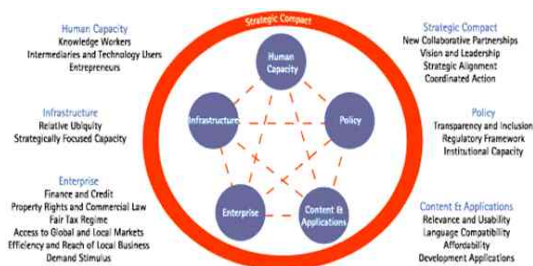 Strategic Compact
Human Capacity
Knowledge Workers
Intermediaries and Technology Users
Entrepreneurs
Infrastructure
Relative Ubiquity
Strategically Focused Capacity
Enterprise
Finance and Credit
Property Rights and Commercial Law
Fair Tax Regime
Access to Global and Local Markets
Efficiency and Reach of Local Business
Demand Stimulus
Human
Capacity
Infrastructure
Policy
Enterprise
Content &
Applications
Strategic Compact
New Collaborative Partnerships
Vision and Leadership
Strategic Alignment
Coordinated Action
Policy
Transparency and Inclusion
Regulatory Framework
Institutional Capacity
Content & Applications
Relevance and Usability
Language Compatibility
Affordability
Development Applications